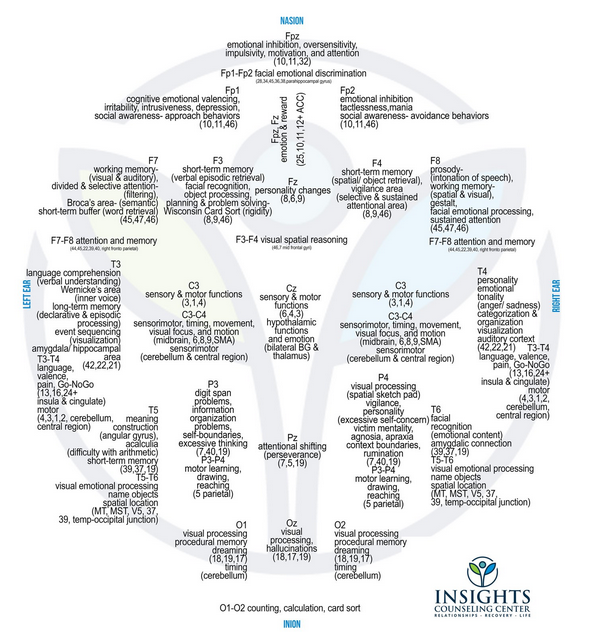 NASION
Fpz
emotional inhibition, oversensitivity,
impulsivity, motivation, and attention
(10,11,32)
Fp1-Fp2 facial emotional discrimination
(28,34,45,36,38,parahippocampal gyrus)
Fp1
cognitive emotional valencing,
irritability, intrusiveness, depression,
social awareness- approach behaviors
(10,11,46)
Fpz, Fz
emotion & reward
(25,10,11,12+ ACC)
Fp2
emotional inhibition
tactlessness,mania
social awareness- avoidance behaviors
(10,11,46)
F7
working memory-
(visual & auditory),
divided & selective attention-
(filtering),
Broca's area- (semantic)
short-term buffer (word retrieval)
(45,47,46)
F3
short-term memory
(verbal episodic retrieval)
facial recognition,
object processing,
planning & problem solving-
Wisconsin Card Sort (rigidity)
(8,9,46)
Fz
personality changes
(8,6,9)
F4
short-term memory
(spatial/ object retrieval),
vigilance area
(selective & sustained
attentional area)
(8,9,46)
F8
prosody-
(intonation of speech),
working memory-
(spatial & visual),
gestalt,
facial emotional processing,
sustained attention
(45,47,46)
F7-F8 attention and memory
(44,45,22,39,40, right fronto parietal)
F3-F4 visual spatial reasoning
(46,7 mid frontal gyri)
F7-F8 attention and memory
(44,45,22,39,40, right fronto parietal)
LEFT EAR
T3
language comprehension
(verbal understanding)
Wernicke's area
(inner voice)
long-term memory
(declarative & episodic
processing)
event sequencing
(visualization)
amygdala/ hippocampal
area
(42,22,21)
T3-T4
language,
valence,
pain, Go-NoGo
(13,16,24+
insula & cingulate)
motor
(4,3,1,2, cerebellum,
central region)
C3
sensory & motor functions
(3,1,4)
C3-C4
sensorimotor, timing, movement,
visual focus, and motion
(midbrain, 6,8,9,SMA)
sensorimotor
(cerebellum & central region)
Cz
sensory &
motor
functions
(6,4,3)
hypothalamic
functions
and emotion
(bilateral BG &
thalamus)
C3
sensory & motor functions
(3,1,4)
C3-C4
sensorimotor, timing, movement,
visual focus, and motion
(midbrain, 6,8,9,SMA)
sensorimotor
(cerebellum & central region)
T4
personality
emotional
tonality
(anger/ sadness)
categorization &
organization
visualization
auditory cortex
(42,22,21)
T3-T4
language, valence,
pain, Go-NoGo
(13,16,24+
insula & cingulate)
motor
(4,3,1,2,
cerebellum,
central region)
RIGHT EAR
T5
meaning
construction
(angular gyrus),
acalculia
(difficulty with arithmetic)
short-term memory
(39,37,19)
T5-T6
visual emotional processing
name objects
spatial location
(MT, MST, V5, 37,
39, temp-occipital junction)
P3
digit span
problems,
information
organization
problems,
self-boundaries,
excessive thinking
(7,40,19)
P3-P4
motor learning,
drawing,
reaching
(5 parietal)
Pz
attentional shifting
(perseverance)
(7,5,19)
P4
visual processing
(spatial sketch pad)
vigilance,
personality
(excessive self-concern)
victim mentality,
agnosia, apraxia
context boundaries,
rumination
(7,40,19)
P3-P4
motor learning,
drawing,
reaching
(5 parietal)
T6
facial
recognition
(emotional content)
amygdalic connection
(39,37,19)
T5-T6
visual emotional processing
name objects
spatial location
(MT, MST, V5, 37,
39, temp-occipital junction)
O1
visual processing
procedural memory
dreaming
(18,19,17)
timing
(cerebellum)
Oz
visual
processing,
hallucinations
(18,17,19)
O2
visual processing
procedural memory
dreaming
(18,19,17)
timing
(cerebellum)
O1-O2 counting, calculation, card sort
INION
INSIGHTS
COUNSELING CENTER
RELATIONSHIPS • RECOVERY • LIFE